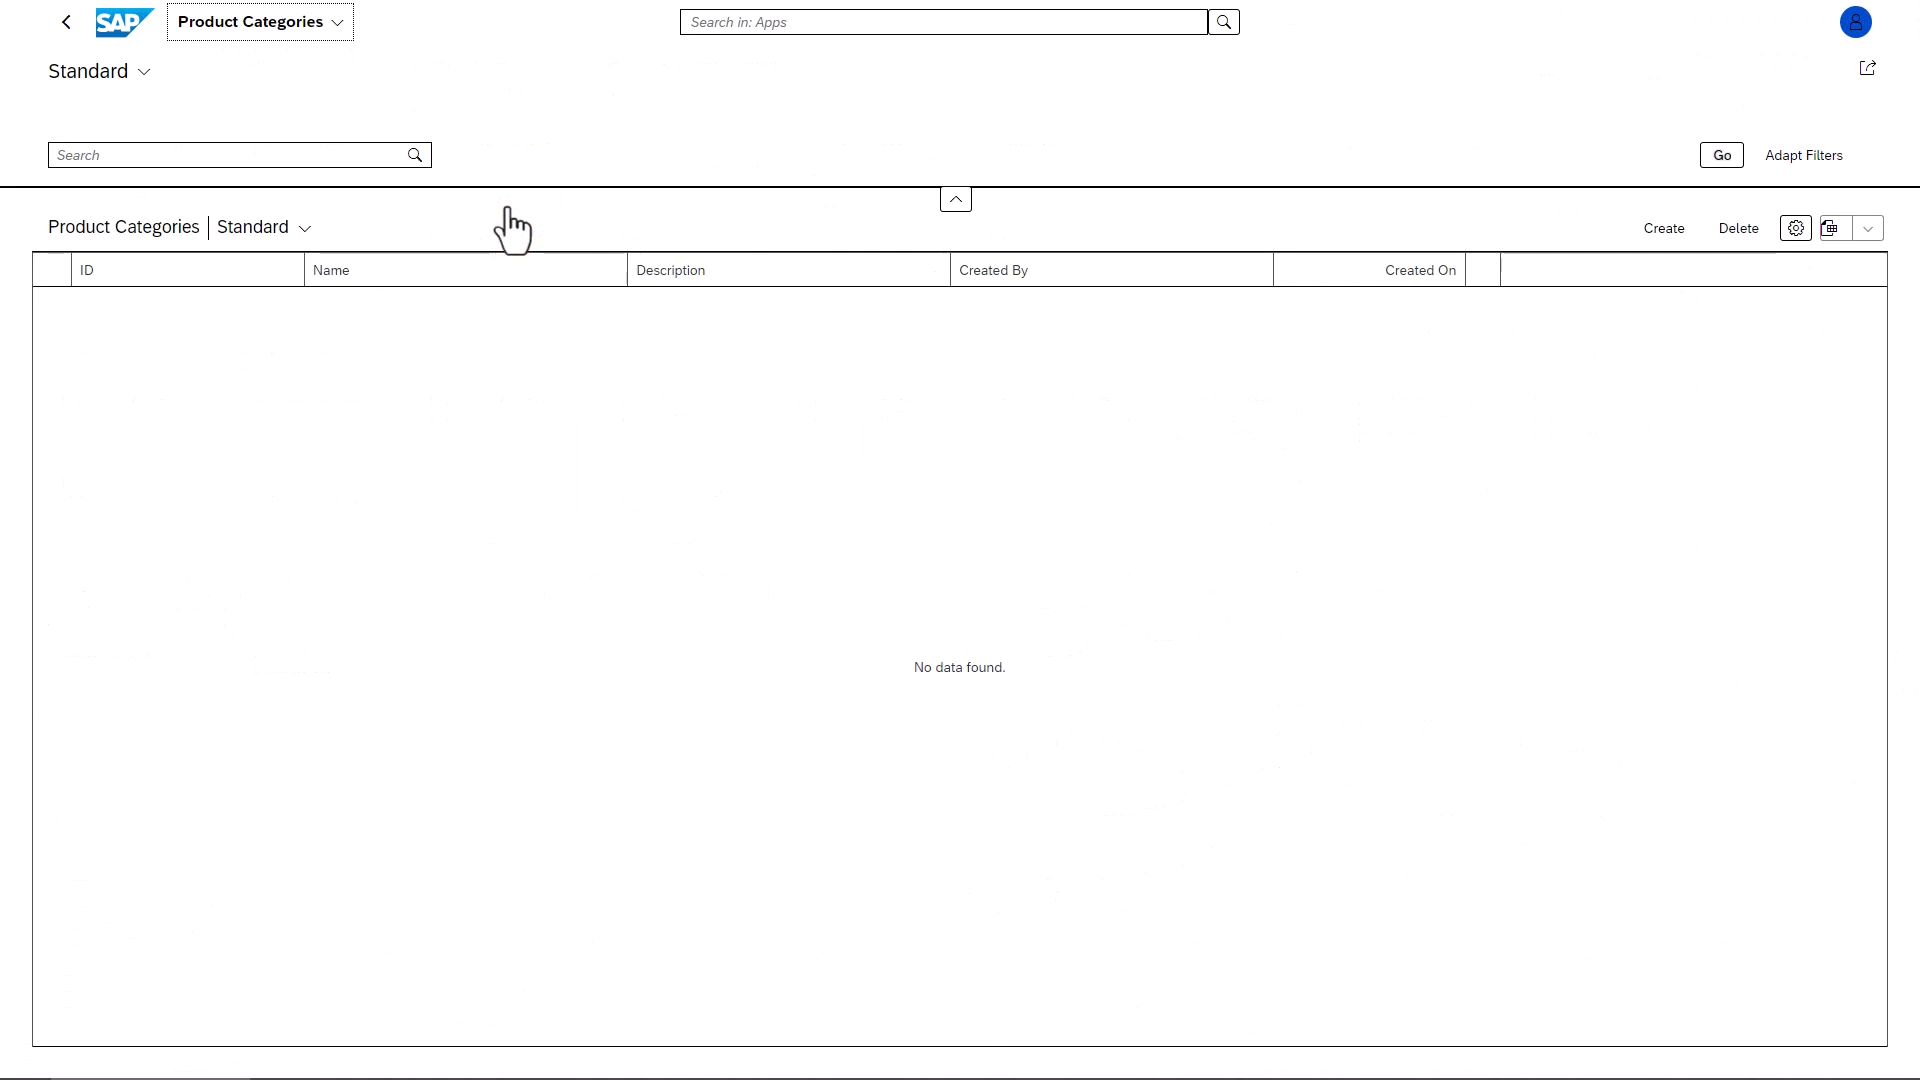 SAP Product Categories
Search in: Apps
Standard
Search
Go Adapt Filters
Product Categories Standard
Create Delete
ID Name Description Created By Created On
No data found.